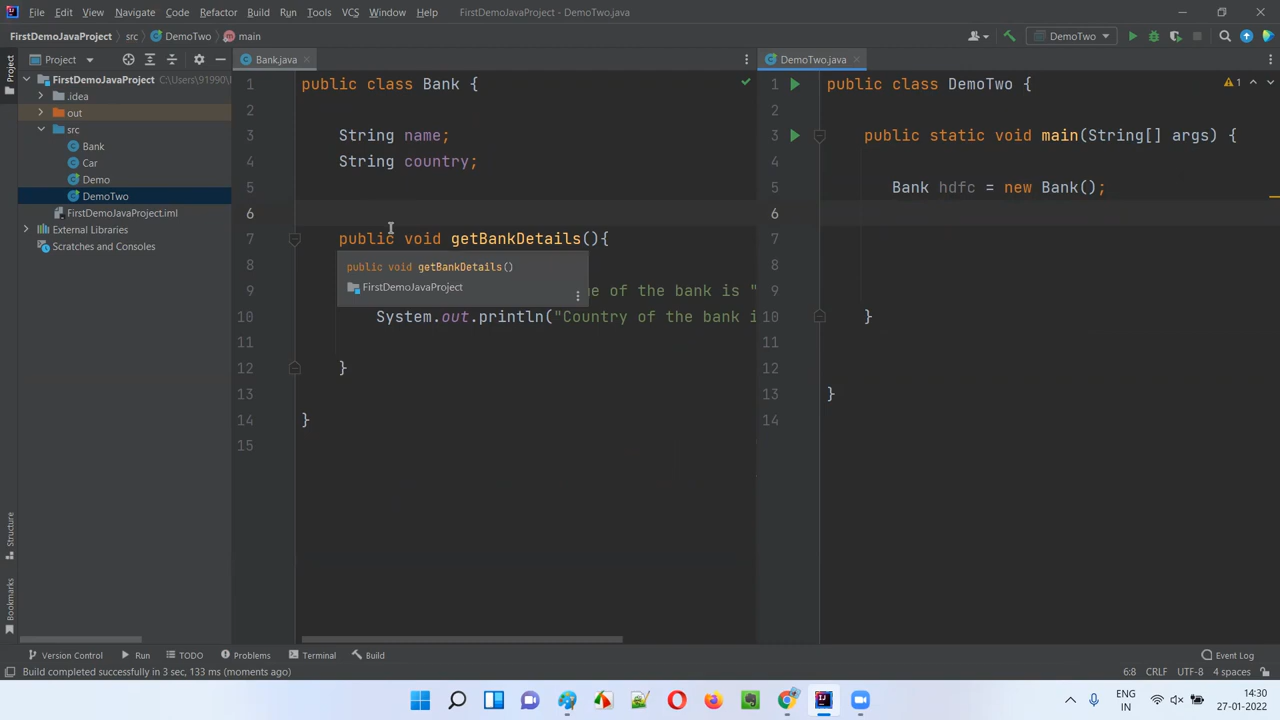 File Edit View Navigate Code Refactor Build Run Tools VCS Window Help FirstDemoJavaProject - DemoTwo.java
FirstDemoJavaProject src DemoTwo main DemoTwo
Project
Project
Bank.java
DemoTwo.java
FirstDemoJavaProject C:\Users\91990\
.idea
out
src
Bank
Car
Demo
DemoTwo
FirstDemoJavaProject.iml
External Libraries
Scratches and Consoles
1 public class Bank {
2
3 String name;
4 String country;
5
6
7 public void getBankDetails(){
public void getBankDetails()
FirstDemoJavaProject
8
9 e of the bank is "
10 System.out.println("Country of the bank i
11
12 }
13
14 }
15
1 public class DemoTwo { 1
2
3 public static void main(String[] args) {
4
5 Bank hdfc = new Bank();
6
7
8
9
10 }
11
12
13 }
14
Structure
Bookmarks
Version Control Run TODO Problems Terminal Build Event Log
Build completed successfully in 3 sec, 133 ms (moments ago) 6:8 CRLF UTF-8 4 spaces
ENG
IN
14:30
27-01-2022